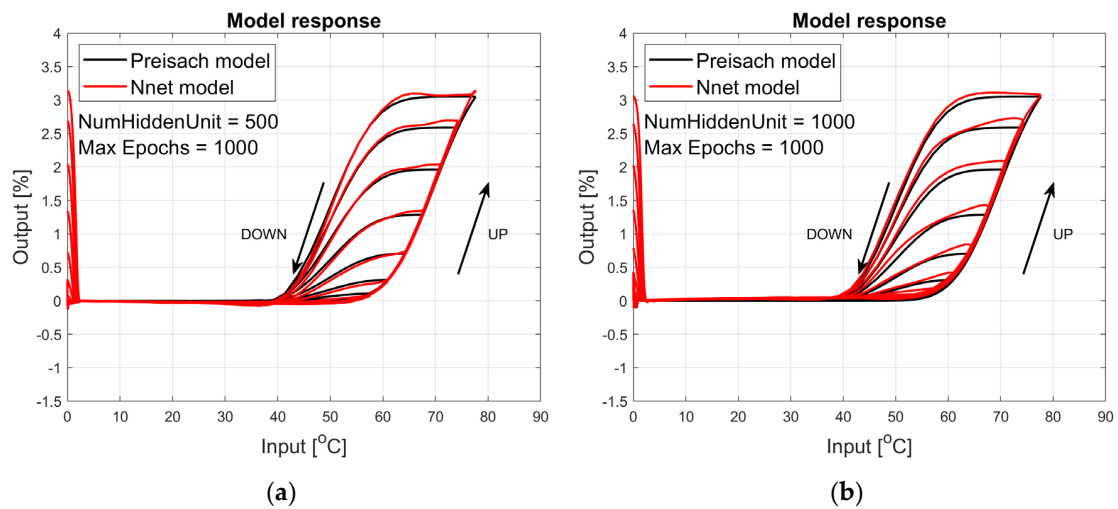 Model response
4
3.5
3
2.5
2
1.5
1
0.5
0
-0.5
-1
-1.5
Output [%]
Preisach model
Nnet model
NumHiddenUnit = 500
Max Epochs = 1000
DOWN
UP
0 10 20 30 40 50 60 70 80 90
Input [°C]
(a)
Model response
4
3.5
3
2.5
2
1.5
1
0.5
0
-0.5
-1
-1.5
Output [%]
Preisach model
Nnet model
NumHiddenUnit = 1000
Max Epochs = 1000
DOWN
UP
0 10 20 30 40 50 60 70 80 90
Input [°C]
(b)